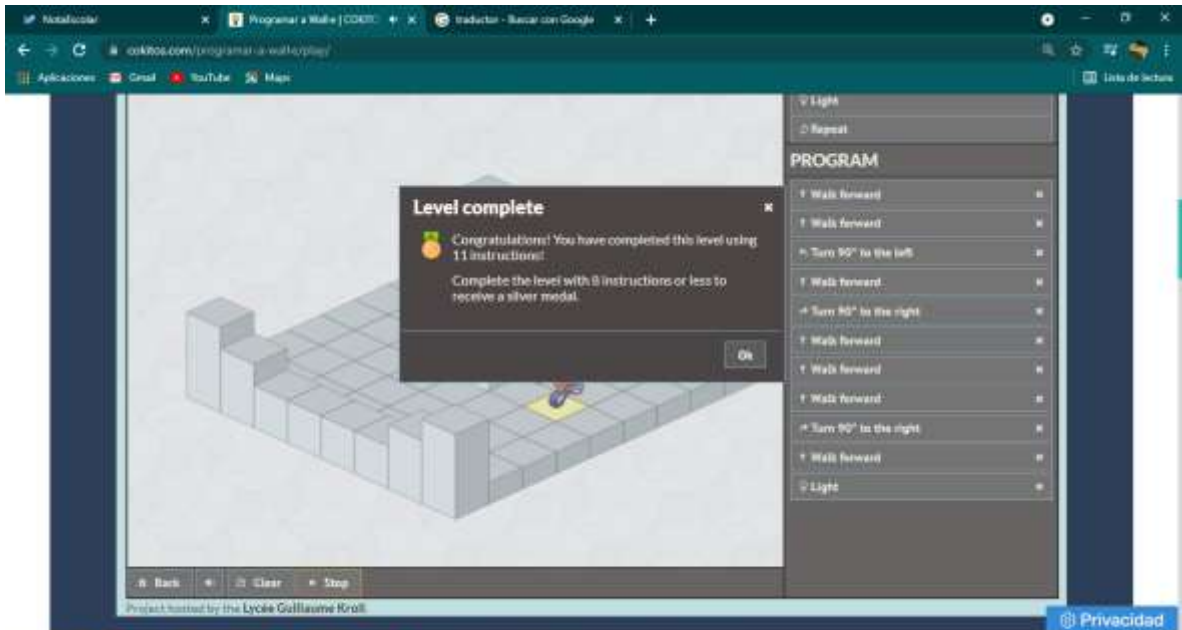 NotaEscolar
Programar a Wall-e | COKITO
traductor - Buscar con Google
cokitos.com/programar-a-wall-e/play/
Aplicaciones
Gmail
YouTube
Maps
Lista de lectura
Light
Repeat
PROGRAM
Walk forward
Walk forward
Turn 90° to the left
Walk forward
Turn 90° to the right
Walk forward
Walk forward
Walk forward
Turn 90° to the right
Walk forward
Light
Level complete
Congratulations! You have completed this level using
11 instructions!
Complete the level with 8 instructions or less to
receive a silver medal.
Ok
Back
Clear
Stop
Project hosted by the Lycée Guillaume Kroll
Privacidad